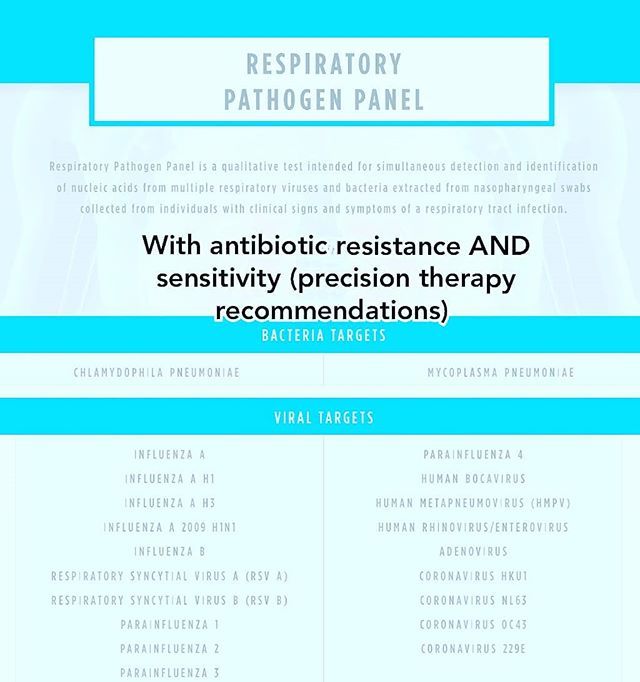 RESPIRATORY
PATHOGEN PANEL
Respiratory Pathogen Panel is a qualitative test intended for simultaneous detection and identification
of nucleic acids from multiple respiratory viruses and bacteria extracted from nasopharyngeal swabs
collected from individuals with clinical signs and symptoms of a respiratory tract infection.
With antibiotic resistance AND
sensitivity (precision therapy
recommendations)
BACTERIA TARGETS
CHLAMYDOPHILA PNEUMONIAE
MYCOPLASMA PNEUMONIAE
VIRAL TARGETS
INFLUENZA A
INFLUENZA A H1
INFLUENZA A H3
INFLUENZA A 2009 H1N1
INFLUENZA B
RESPIRATORY SYNCYTIAL VIRUS A (RSV A)
RESPIRATORY SYNCYTIAL VIRUS B (RSV B)
PARAINFLUENZA 1
PARAINFLUENZA 2
PARAINFLUENZA 3
PARAINFLUENZA 4
HUMAN BOCAVIRUS
HUMAN METAPNEUMOVIRUS (HMPV)
HUMAN RHINOVIRUS/ENTEROVIRUS
ADENOVIRUS
CORONAVIRUS HKU1
CORONAVIRUS NL63
CORONAVIRUS OC43
CORONAVIRUS 229E